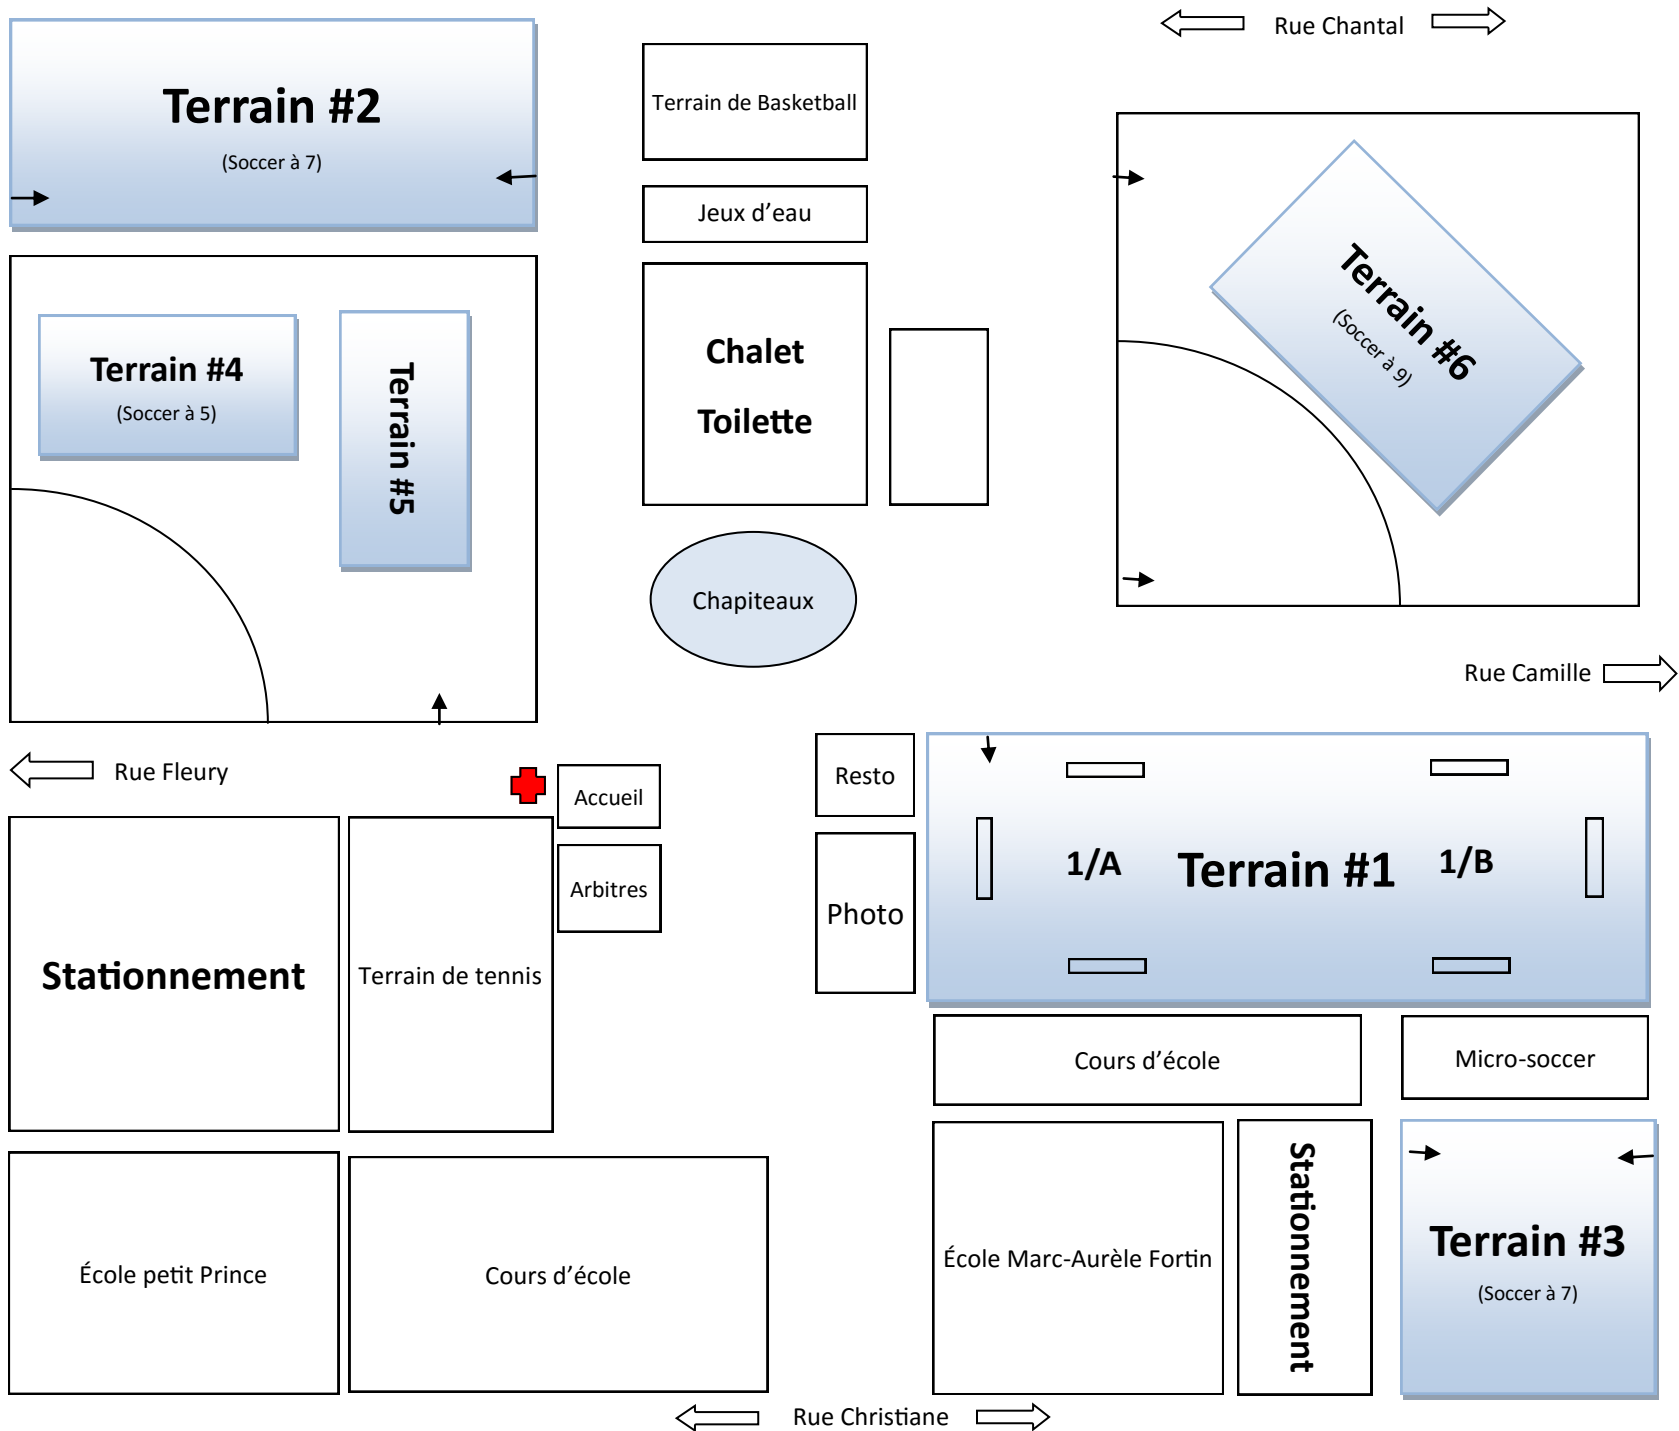 Rue Chantal
Terrain #2
(Soccer à 7)
Terrain de Basketball
Jeux d'eau
Terrain #4
(Soccer à 5)
Terrain #5
Chalet
Toilette
Terrain #6
(Soccer à 9)
Chapiteaux
Rue Camille
Rue Fleury
Accueil
Arbitres
Resto
Photo
1/A
Terrain #1
1/B
Stationnement
Terrain de tennis
Cours d'école
Micro-soccer
École petit Prince
Cours d'école
École Marc-Aurèle Fortin
Stationnement
Terrain #3
(Soccer à 7)
Rue Christiane